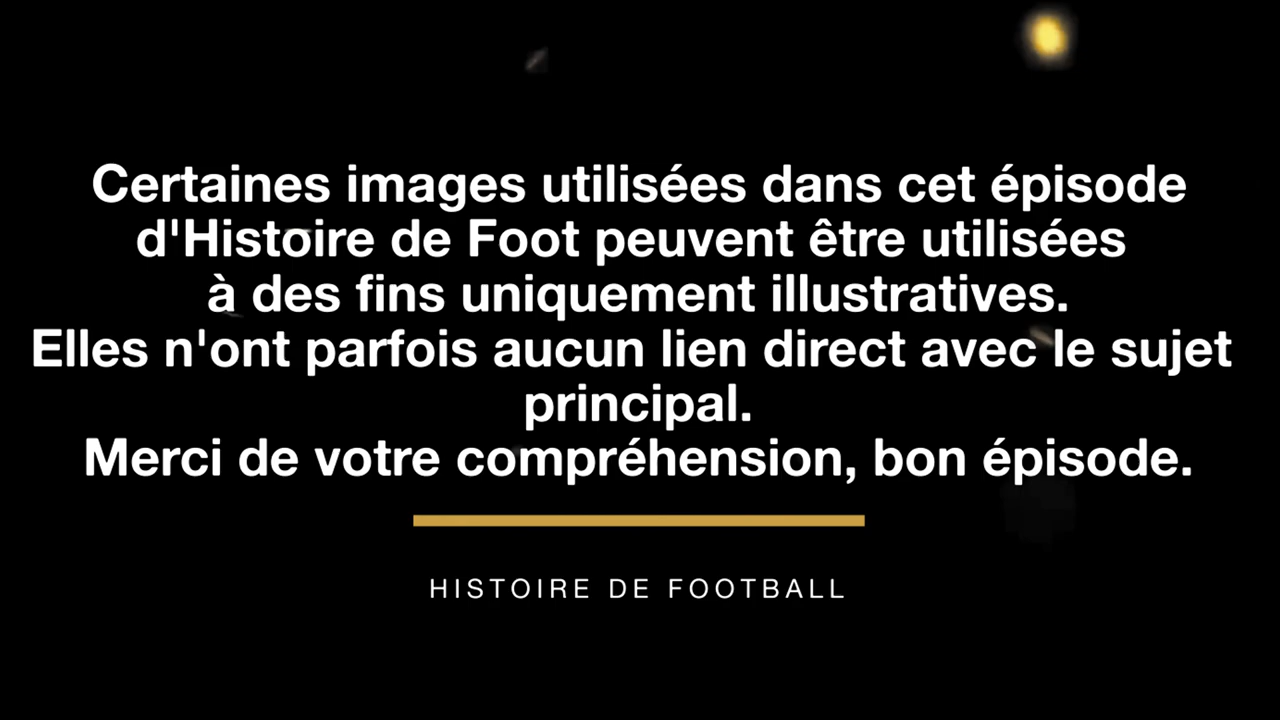 Certaines images utilisées dans cet épisode
d'Histoire de Foot peuvent être utilisées
à des fins uniquement illustratives.
Elles n'ont parfois aucun lien direct avec le sujet
principal.
Merci de votre compréhension, bon épisode.
HISTOIRE DE FOOTBALL